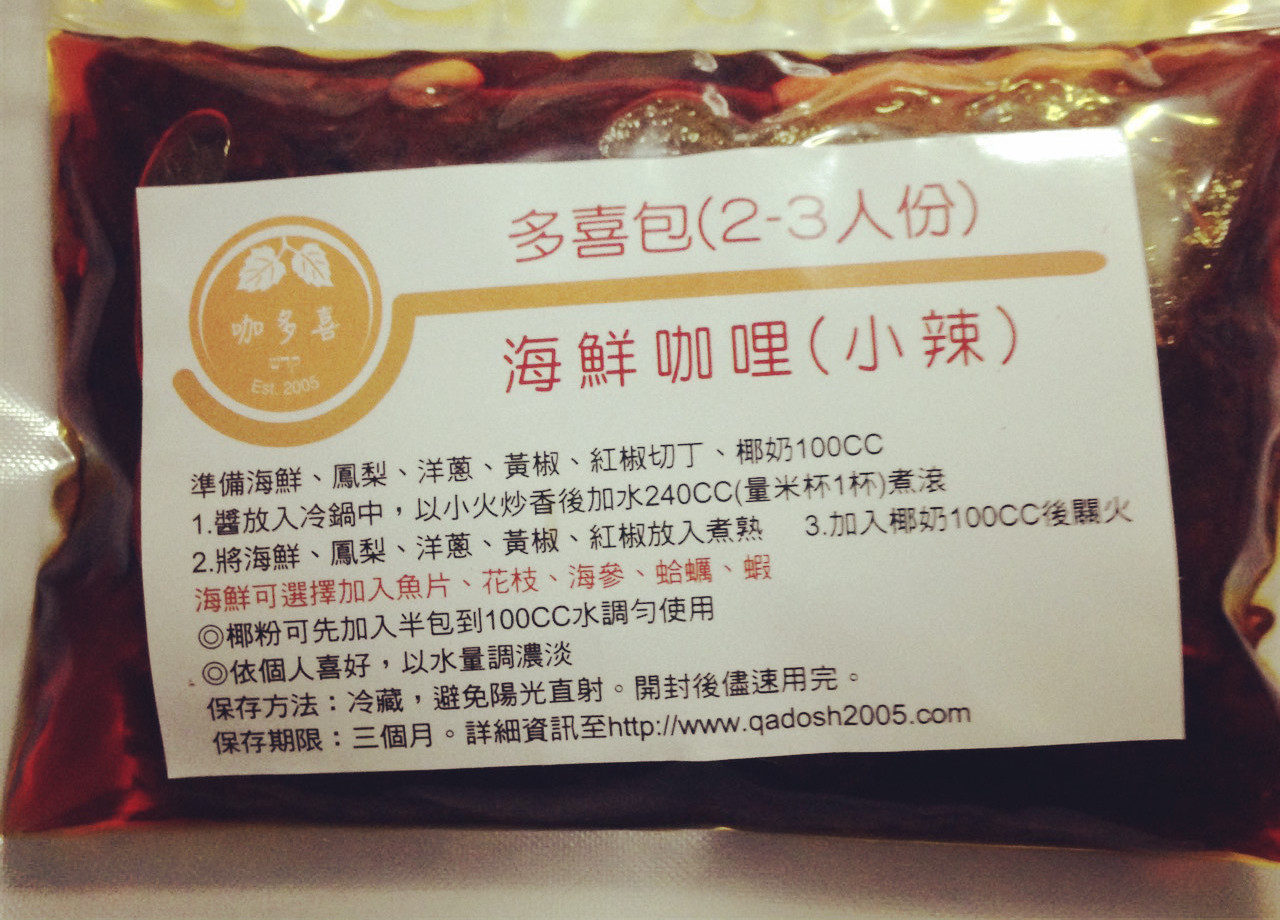 多喜包(2-3人份)
咖多喜
קדש
Est. 2005
海鮮咖哩(小辣)
準備海鮮、鳳梨、洋蔥、黃椒、紅椒切丁、椰奶100CC
1.醬放入冷鍋中，以小火炒香後加水240CC(量米杯1杯)煮滾
2.將海鮮、鳳梨、洋蔥、黃椒、紅椒放入煮熟 3.加入椰奶100CC後關火
海鮮可選擇加入魚片、花枝、海參、蛤蠣、蝦
◎椰粉可先加入半包到100CC水調勻使用
◎依個人喜好，以水量調濃淡
保存方法：冷藏，避免陽光直射。開封後儘速用完。
保存期限：三個月。詳細資訊至http://www.qadosh2005.com